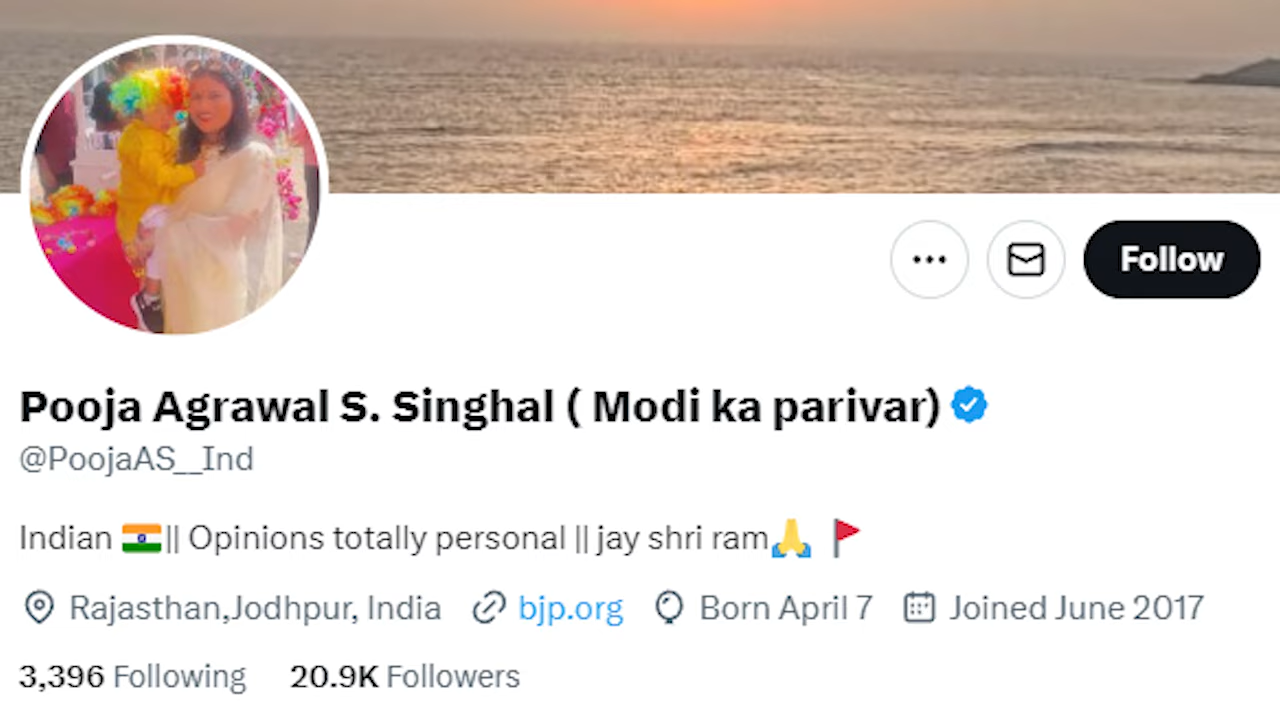 Follow
Pooja Agrawal S. Singhal ( Modi ka parivar)
@PoojaAS__Ind
Indian 🇮🇳|| Opinions totally personal || jay shri ram🙏 🚩
Rajasthan,Jodhpur, India bjp.org Born April 7 Joined June 2017
3,396 Following 20.9K Followers